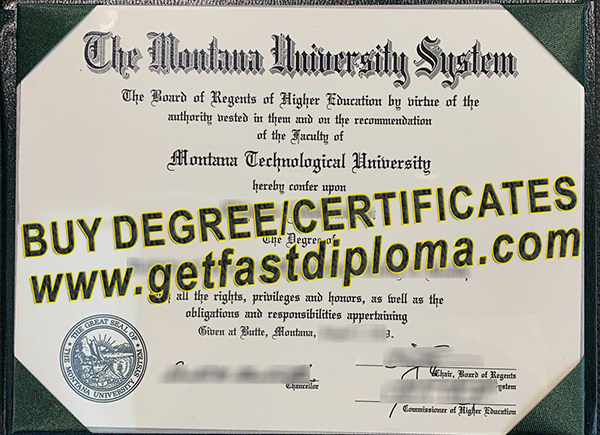 The Montana University System
The Board of Regents of Higher Education by virtue of the
authority vested in them and on the recommendation
of the Faculty of
Montana Technological University
hereby confer upon
BUY DEGREE/CERTIFICATES
The Degree of
www.getfastdiploma.com
all the rights, privileges and honors, as well as the
obligations and responsibilities appertaining
Given at Butte, Montana,
THE GREAT SEAL OF
THE MONTANA UNIVERSITY
Chair, Board of Regents
Chancellor
System
Commissioner of Higher Education